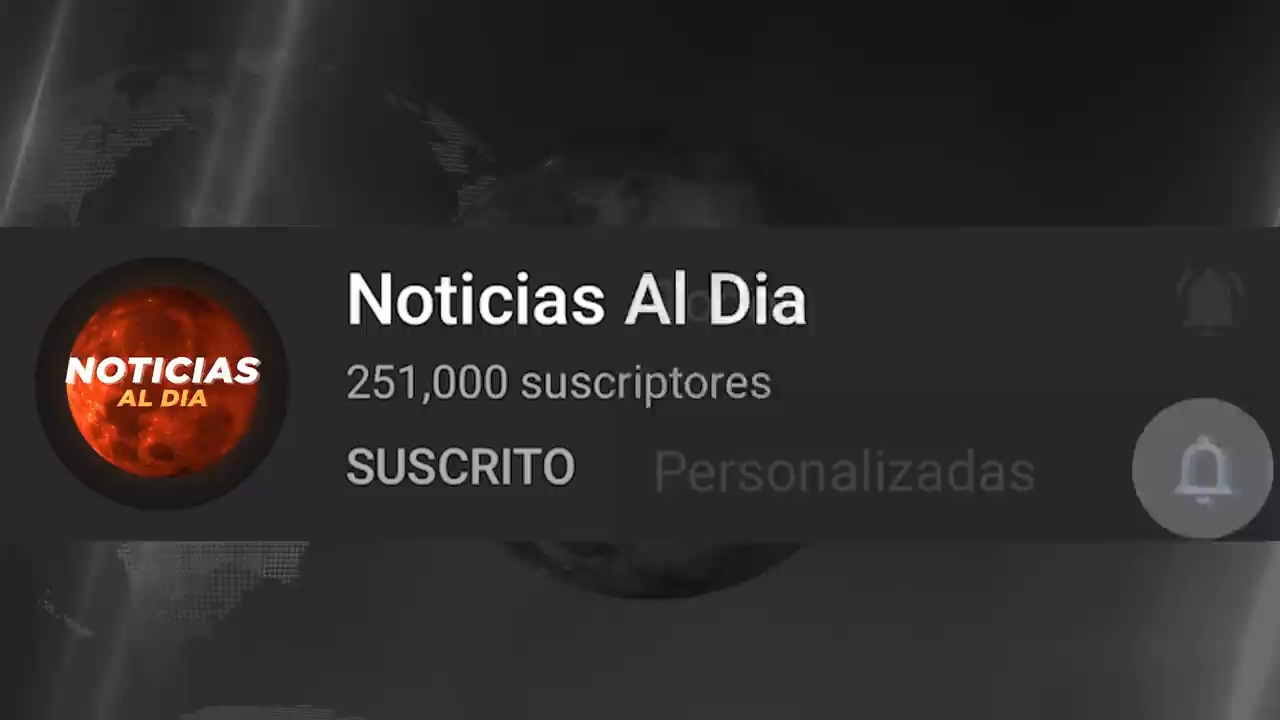 NOTICIAS
AL DIA
Noticias Al Dia
251,000 suscriptores
SUSCRITO
Personalizadas